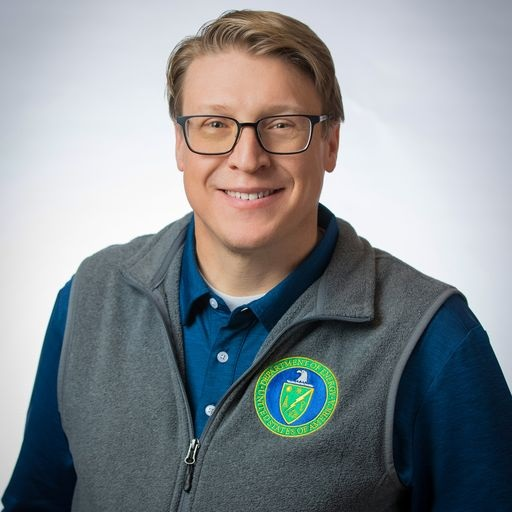 DEPARTMENT OF ENERGY
UNITED STATES OF AMERICA